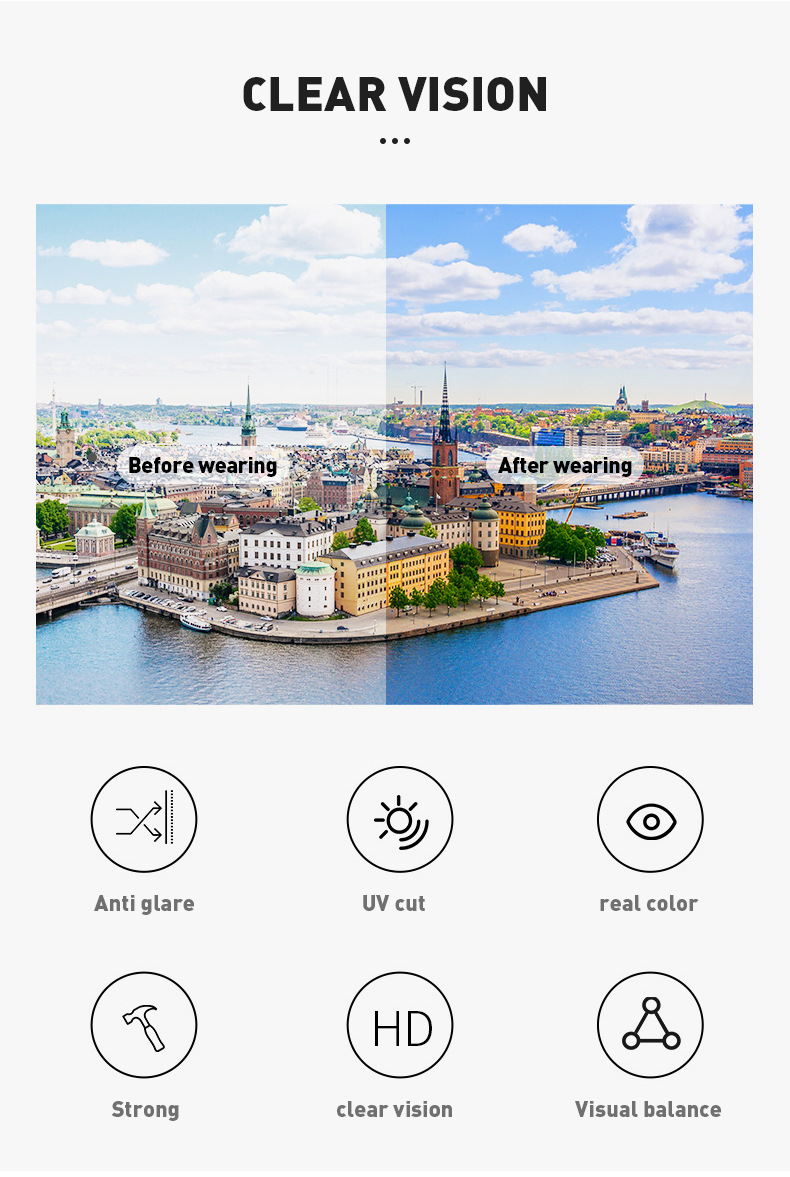 CLEAR VISION
Before wearing
After wearing
Anti glare
UV cut
real color
HD
Strong
clear vision
Visual balance